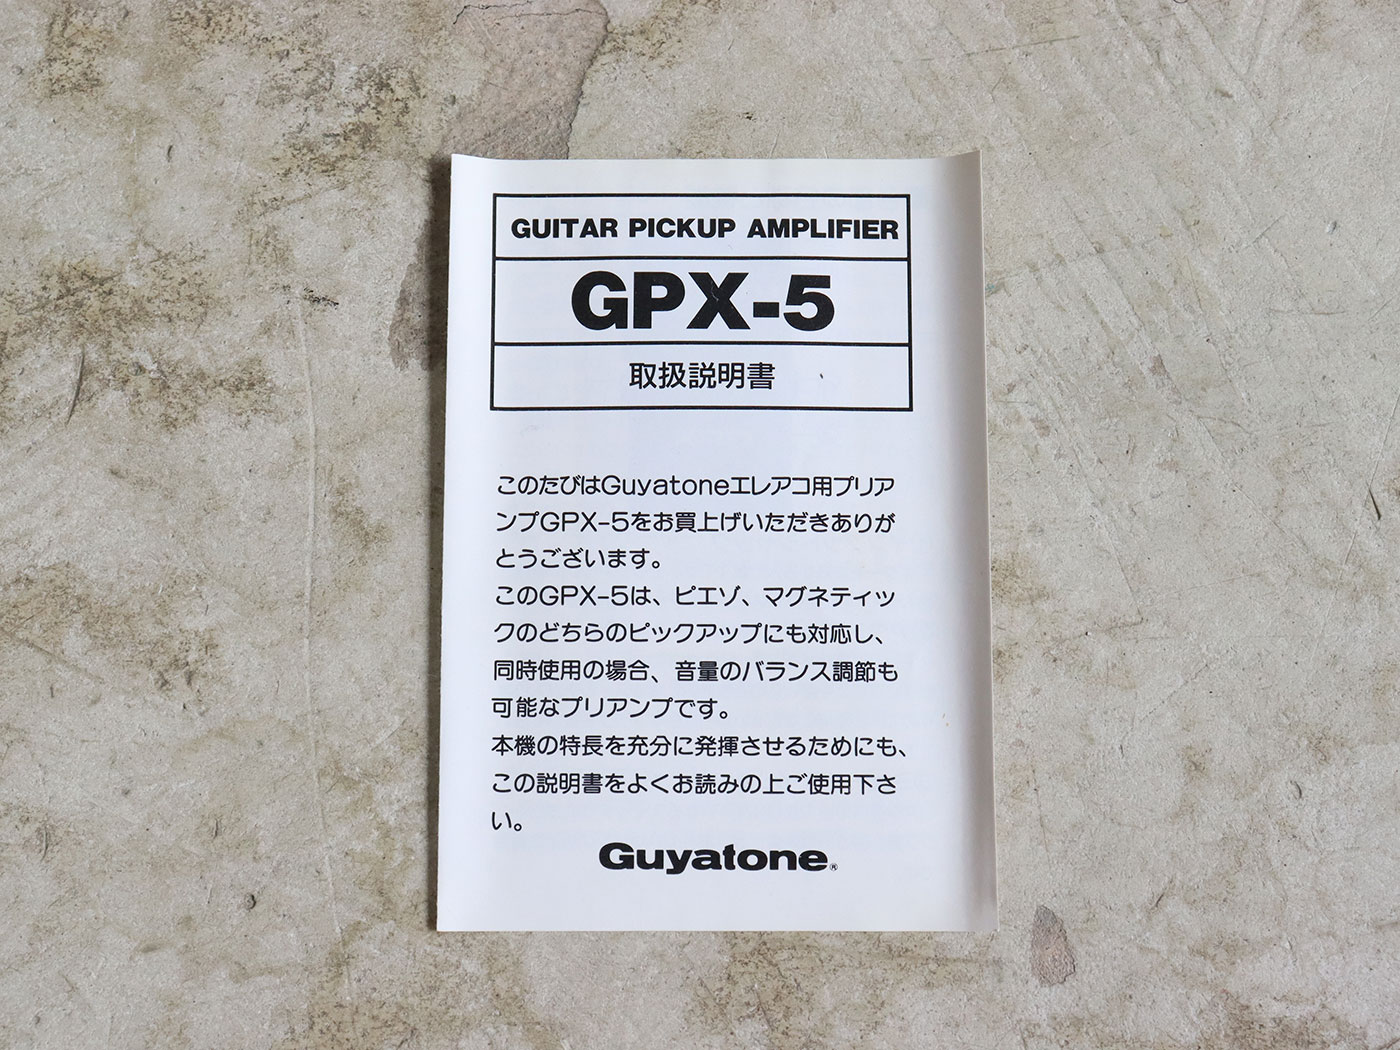 GUITAR PICKUP AMPLIFIER
GPX-5
取扱説明書
このたびはGuyatoneエレアコ用プリア
ンプGPX-5をお買上げいただきありが
とうございます。
このGPX-5は、ピエゾ、マグネティッ
クのどちらのピックアップにも対応し、
同時使用の場合、音量のバランス調節も
可能なプリアンプです。
本機の特長を充分に発揮させるためにも、
この説明書をよくお読みの上ご使用下さ
い。
Guyatone®